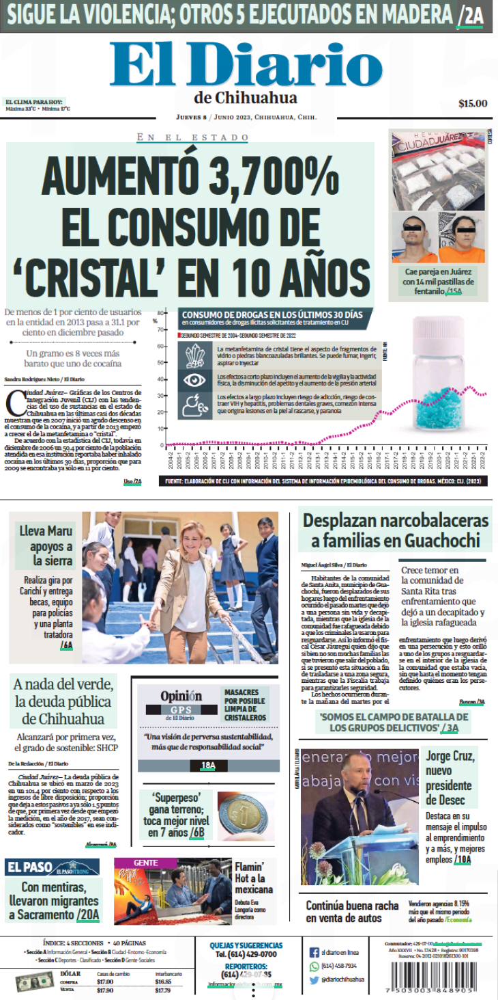 SIGUE LA VIOLENCIA; OTROS 5 EJECUTADOS EN MADERA /2A
El Diario
de Chihuahua
EL CLIMA PARA HOY:
Máxima 33°C • Mínima 17°C
$15.00
JUEVES 8 / JUNIO 2023, CHIHUAHUA, CHIH.
EN EL ESTADO
AUMENTÓ 3,700%
EL CONSUMO DE
‘CRISTAL’ EN 10 AÑOS
De menos de 1 por ciento de usuarios
en la entidad en 2013 pasa a 31.1 por
ciento en diciembre pasado
Un gramo es 8 veces más
barato que uno de cocaína
Sandra Rodríguez Nieto / El Diario
Ciudad Juárez– Gráficas de los Centros de
Integración Juvenil (CIJ) con las tenden-
cias del uso de sustancias en el estado de
Chihuahua en las últimas casi dos décadas
muestran que en 2007 inició un agudo descenso en
el consumo de la cocaína, y a partir de 2013 empezó
a crecer el de la metanfetamina o “cristal”.
De acuerdo con la estadística del CIJ, todavía en
diciembre de 2006 un 50.4 por ciento de la población
atendida en esa institución reportaba haber inhalado
cocaína en los últimos 30 días, proporción que para
2009 se encontraba ya sólo en 11 por ciento.
Uso /2A
CONSUMO DE DROGAS EN LOS ÚLTIMOS 30 DÍAS
en consumidores de drogas ilícitas solicitantes de tratamiento en CIJ
SEGUNDO SEMESTRE DE 2004-SEGUNDO SEMESTRE DE 2022
La metanfetamina de cristal tiene el aspecto de fragmentos de
vidrio o piedras blancoazuladas brillantes. Se puede fumar, ingerir,
aspirar o inyectar
Los efectos a corto plazo incluyen el aumento de la vigilia y la actividad
física, la disminución del apetito y el aumento de la presión arterial
Los efectos a largo plazo incluyen riesgo de adicción, riesgo de con-
traer VIH y hepatitis, problemas dentales graves, comezón intensa
que origina lesiones en la piel al rascarse, y paranoia
FUENTE: NIH
%
80
70
60
50
40
30
20
10
0
2004-2
2005-1
2005-2
2006-1
2006-2
2007-1
2007-2
2008-1
2008-2
2009-1
2009-2
2010-1
2010-2
2011-1
2011-2
2012-1
2012-2
2013-1
2013-2
2014-1
2014-2
2015-1
2015-2
2016-1
2016-2
2017-1
2017-2
2018-1
2018-2
2019-1
2019-2
2020-1
2020-2
2021-1
2021-2
2022-1
2022-2
FUENTE: ELABORACIÓN DE CIJ CON INFORMACIÓN DEL SISTEMA DE INFORMACIÓN EPIDEMIOLÓGICA DEL CONSUMO DE DROGAS. MÉXICO: CIJ. (2023)
CORTESÍA
CIUDAD JUÁREZ
Cae pareja en Juárez
con 14 mil pastillas de
fentanilo /15A
Lleva Maru
apoyos a
la sierra
Realiza gira por
Carichí y entrega
becas, equipo
para policías
y una planta
tratadora
/6A
Desplazan narcobalaceras
a familias en Guachochi
Miguel Ángel Silva / El Diario
Habitantes de la comunidad
de Santa Anita, municipio de Gua-
chochi, fueron desplazados de sus
hogares luego del enfrentamiento
ocurrido el pasado martes que dejó
a una persona sin vida y decapi-
tada, mientras que la iglesia de la
comunidad fue rafagueada debido
a que los criminales la usaron para
resguardarse. Así lo informó el fis-
cal César Jáuregui quien dijo que
si bien no son muchas familias las
que tuvieron que salir del poblado,
sí se presentó esta situación a fin
de trasladarse a una zona segura,
mientras que la Fiscalía trabaja
para garantizarles seguridad.
Los hechos ocurrieron duran-
te la mañana del martes por el
Crece temor en
la comunidad de
Santa Rita tras
enfrentamiento que
dejó a un decapitado y
la iglesia rafagueada
enfrentamiento que luego derivó
en una persecución y esto orilló
a uno de los grupos a resguardar-
se en el interior de la iglesia de
la comunidad que estaba vacía,
sin que hasta el momento tengan
definido quiénes eran los perse-
cutores.
Buscan /3A
‘SOMOS EL CAMPO DE BATALLA DE
LOS GRUPOS DELICTIVOS’ /3A
A nada del verde,
la deuda pública
de Chihuahua
Alcanzará por primera vez,
el grado de sostenible: SHCP
De la Redacción / El Diario
Ciudad Juárez– La deuda pública de
Chihuahua se ubicó en marzo de 2023
en un 101.4 por ciento con respecto a los
ingresos de libre disposición; proporción
que deja a estos pasivos a ya sólo 1.5 puntos
de que, por primera vez desde que empezó
la medición, en el año de 2017, sean con-
siderados como “sostenibles” en ese indi-
cador.
Alcanzará /8A
Opinión
GPS
de El Diario
MASACRES
POR POSIBLE
LIMPIA DE
CRISTALEROS
“Una visión de perversa sustentabilidad,
más que de responsabilidad social”
18A
‘Superpeso’
gana terreno;
toca mejor nivel
en 7 años /6B
$1
GABRIEL ÁVILA / EL DIARIO
enerando mejor
abaja con vis
Jorge Cruz,
nuevo
presidente
de Desec
Destaca en su
mensaje el impulso
al emprendimiento
y a más, y mejores
empleos /10A
EL PASO
EL PASO STRONG
Con mentiras,
llevaron migrantes
a Sacramento /20A
GENTE
Flamin’
Hot a la
mexicana
Debuta Eva
Longoria como
directora
Continúa buena racha
en venta de autos
Vendieron agencias 8.15%
más que el mismo periodo
del año pasado /Economía
ÍNDICE: 4 SECCIONES • 40 PÁGINAS
• Sección A Información General • Sección B Ciudad · Entorno · Economía
• Sección C Deportes · Clasificado • Sección D Gente · Sociales
DÓLAR
Casas de cambio
Interbancario
COMPRA
$17.00
$16.85
VENTA
$17.90
$17.79
QUEJAS Y SUGERENCIAS
Tel. (614) 429-0700
REPORTEROS:
(614) 429-07-85
el diario en línea
(614) 458-7934
@diariochihuahua
Conmutador: 429-07-00
Año XXXVII • No. 13428 • Registro: 90170398
Reserva: 04-2012-021018261300-101
7 503003 848905